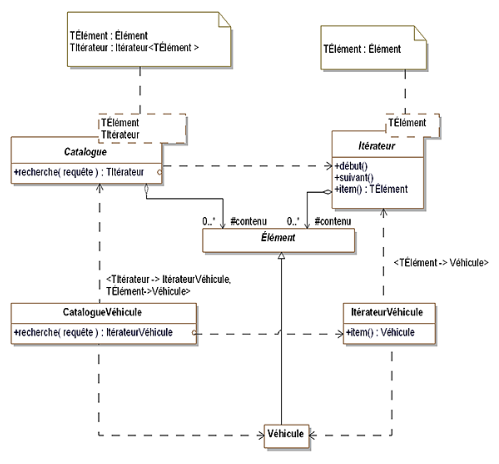 TÉlément : Élément
TItérateur : Itérateur<TÉlément >
TÉlément : Élément
TÉlément
TItérateur
Catalogue
+recherche( requête ) : TItérateur
TÉlément
Itérateur
+début()
+suivant()
+item() : TÉlément
0..* #contenu
0..* #contenu
Élément
<TItérateur -> ItérateurVéhicule,
TÉlément->Véhicule>
<TÉlément -> Véhicule>
CatalogueVéhicule
+recherche( requête ) : ItérateurVéhicule
ItérateurVéhicule
+item() : Véhicule
Véhicule